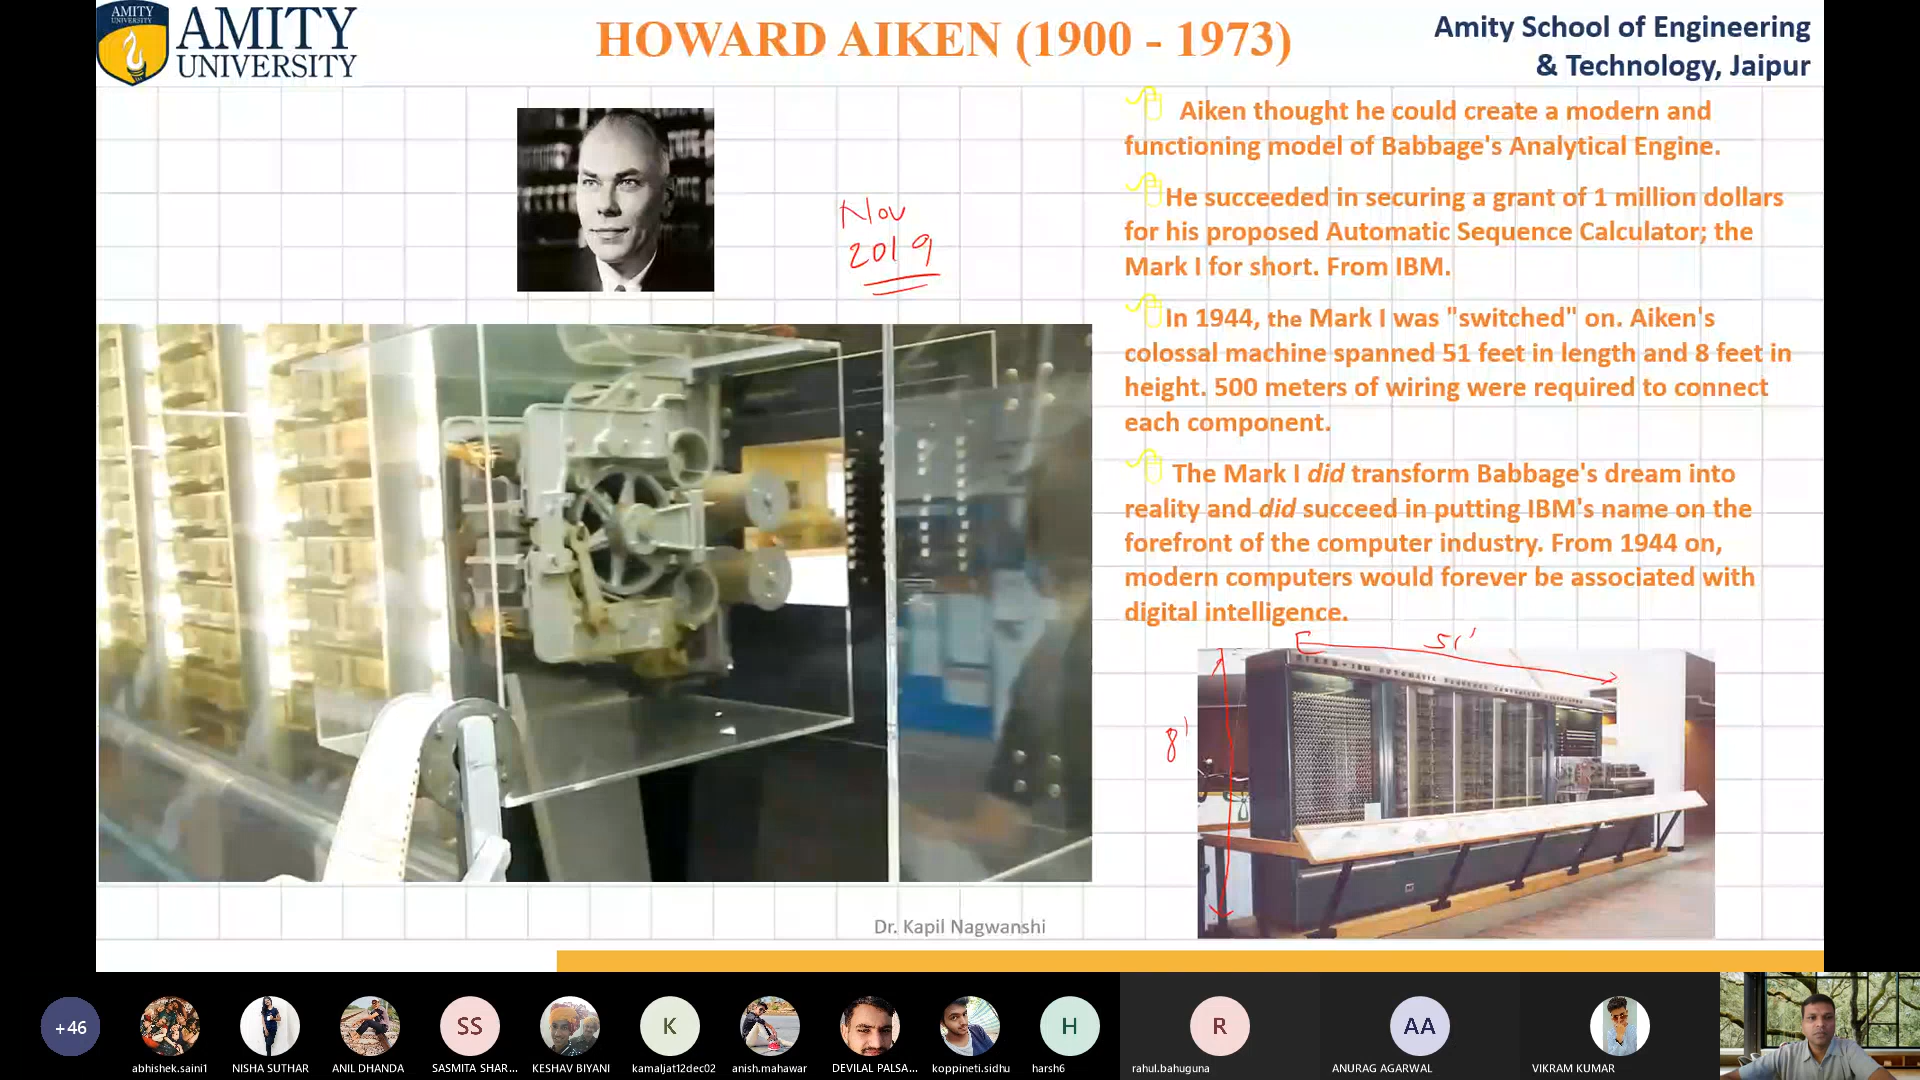 AMITY
UNIVERSITY
AMITY
UNIVERSITY
HOWARD AIKEN (1900 - 1973)
Amity School of Engineering
& Technology, Jaipur
Aiken thought he could create a modern and
functioning model of Babbage's Analytical Engine.
He succeeded in securing a grant of 1 million dollars
for his proposed Automatic Sequence Calculator; the
Mark I for short. From IBM.
In 1944, the Mark I was "switched" on. Aiken's
colossal machine spanned 51 feet in length and 8 feet in
height. 500 meters of wiring were required to connect
each component.
The Mark I did transform Babbage's dream into
reality and did succeed in putting IBM's name on the
forefront of the computer industry. From 1944 on,
modern computers would forever be associated with
digital intelligence.
Nov
2019
51'
8'
Dr. Kapil Nagwanshi
+46
abhishek.saini1
NISHA SUTHAR
ANIL DHANDA
SS
SASMITA SHAR...
KESHAV BIYANI
K
kamaljat12dec02
anish.mahawar
DEVILAL PALSA...
koppineti.sidhu
H
harsh6
R
rahul.bahuguna
AA
ANURAG AGARWAL
VIKRAM KUMAR